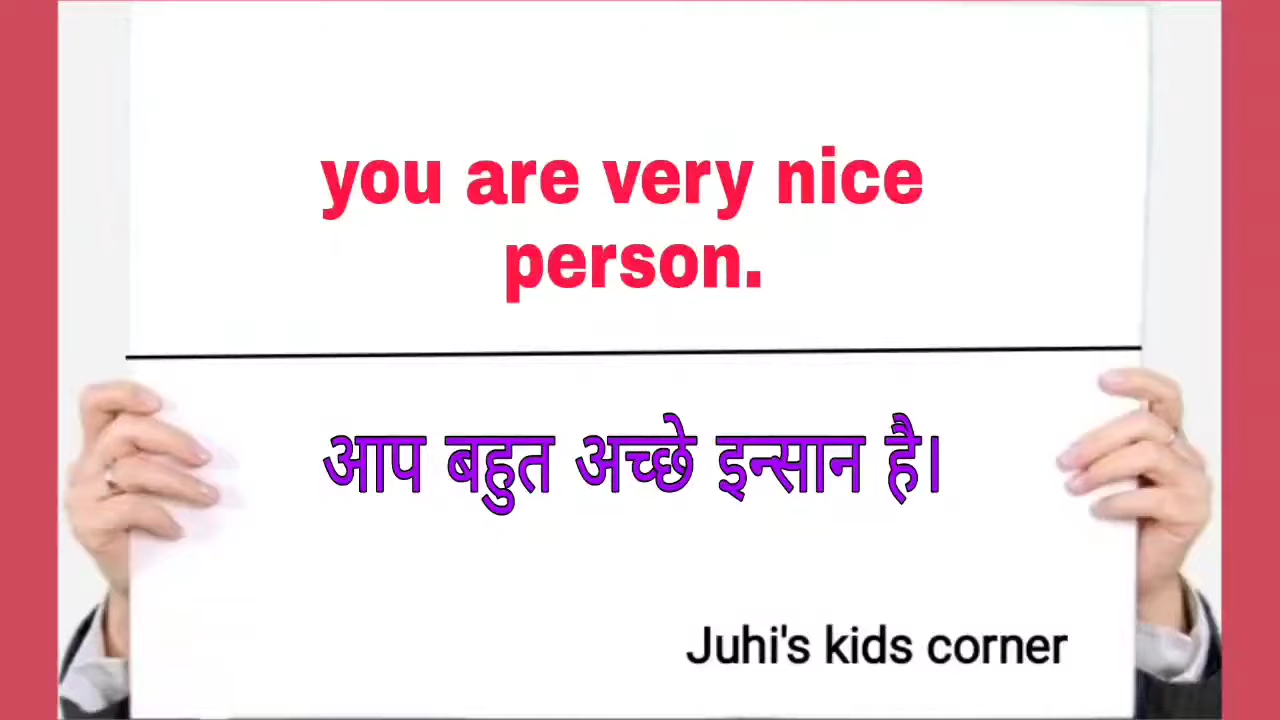 you are very nice
person.
आप बहुत अच्छे इन्सान है।
Juhi's kids corner